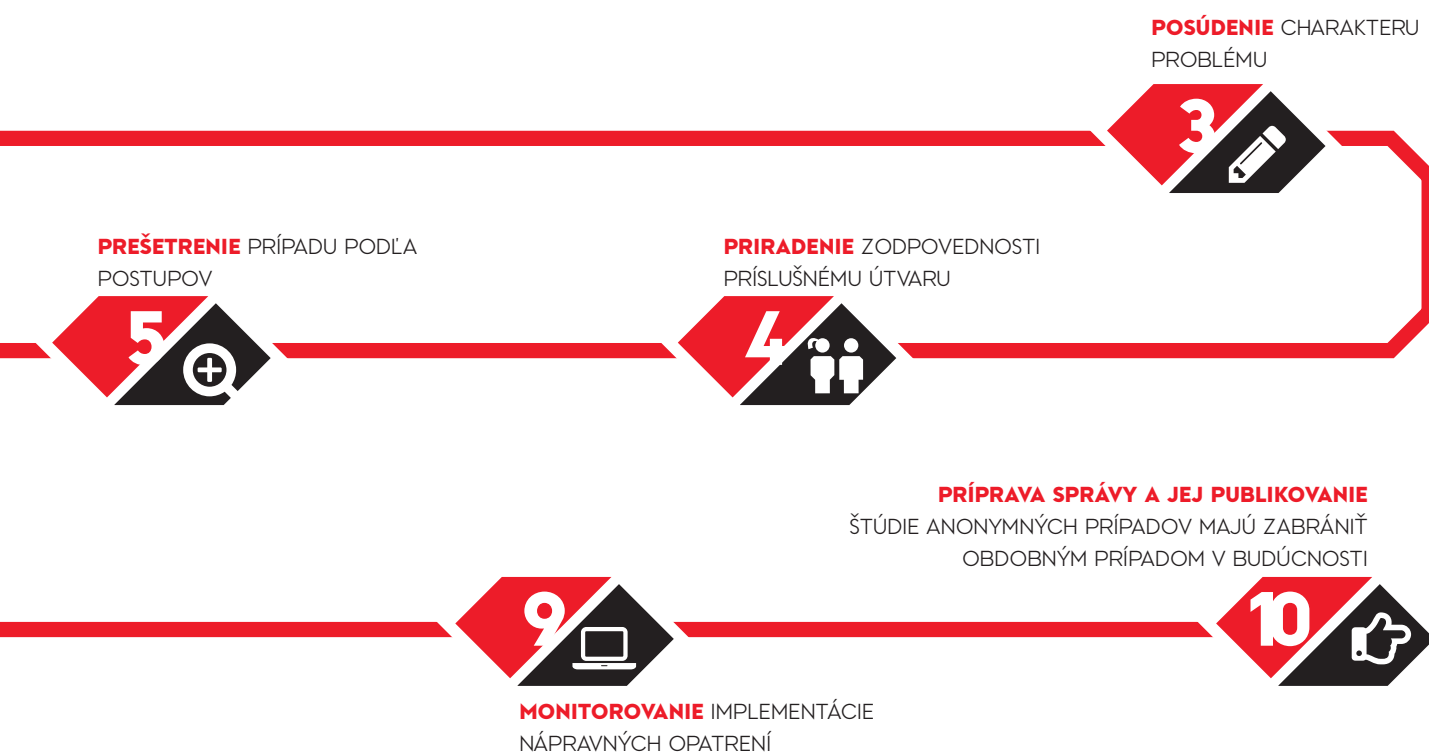 POSÚDENIE CHARAKTERU
PROBLÉMU
3
PREŠETRENIE PRÍPADU PODĽA
POSTUPOV
5
PRIRADENIE ZODPOVEDNOSTI
PRÍSLUŠNÉMU ÚTVARU
4
PRÍPRAVA SPRÁVY A JEJ PUBLIKOVANIE
ŠTÚDIE ANONYMNÝCH PRÍPADOV MAJÚ ZABRÁNIŤ
OBDOBNÝM PRÍPADOM V BUDÚCNOSTI
9
10
MONITOROVANIE IMPLEMENTÁCIE
NÁPRAVNÝCH OPATRENÍ